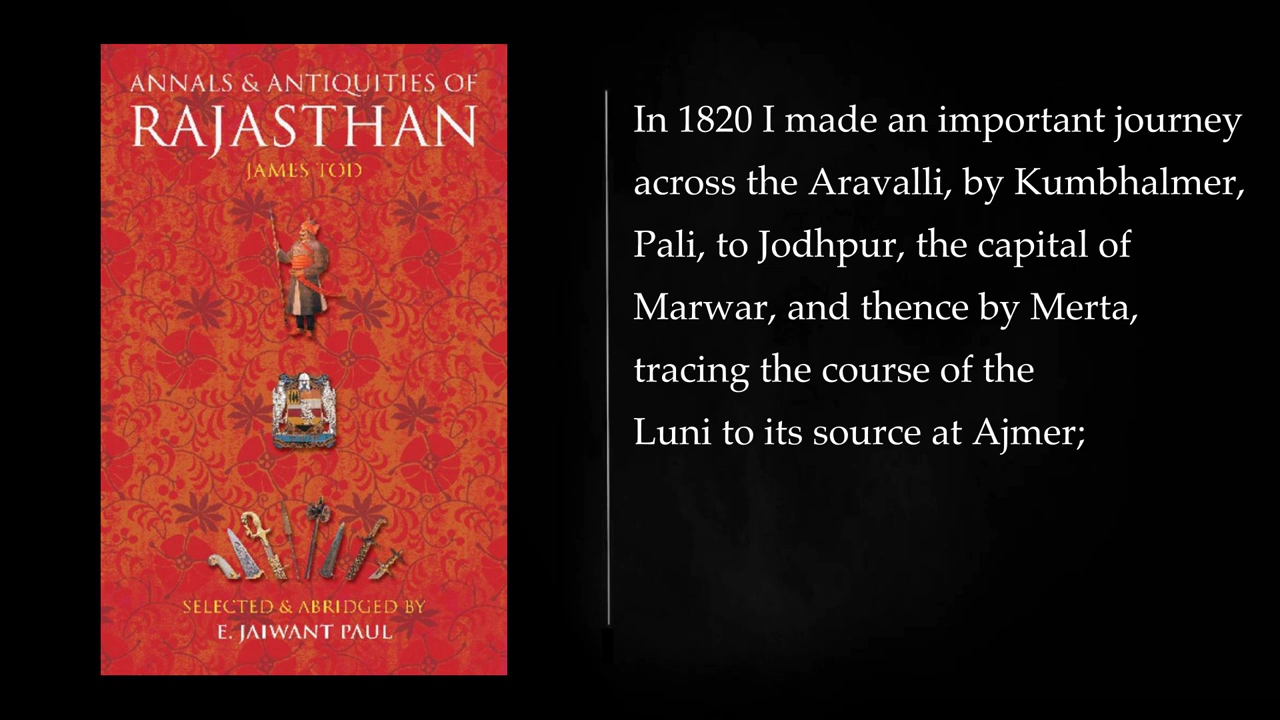 ANNALS & ANTIQUITIES OF
RAJASTHAN
JAMES TOD
SELECTED & ABRIDGED BY
E. JAIWANT PAUL
In 1820 I made an important journey
across the Aravalli, by Kumbhalmer,
Pali, to Jodhpur, the capital of
Marwar, and thence by Merta,
tracing the course of the
Luni to its source at Ajmer;